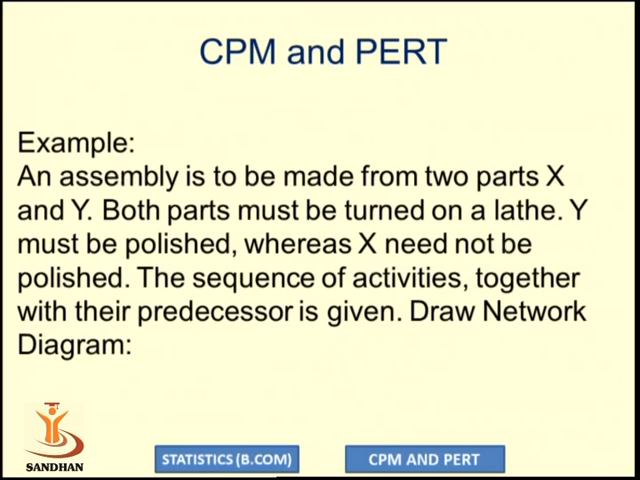 CPM and PERT
Example:
An assembly is to be made from two parts X
and Y. Both parts must be turned on a lathe. Y
must be polished, whereas X need not be
polished. The sequence of activities, together
with their predecessor is given. Draw Network
Diagram:
SANDHAN
STATISTICS (B.COM)
CPM AND PERT